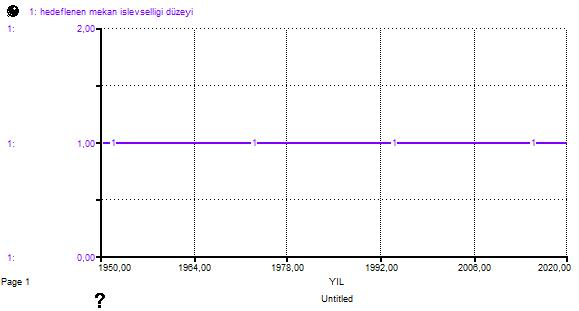 1: hedeflenen mekan islevselligi düzeyi
1: 2,00
1: 1,00
1 1 1 1
1: 0,00
1950,00 1964,00 1978,00 1992,00 2006,00 2020,00
Page 1 YIL
? Untitled